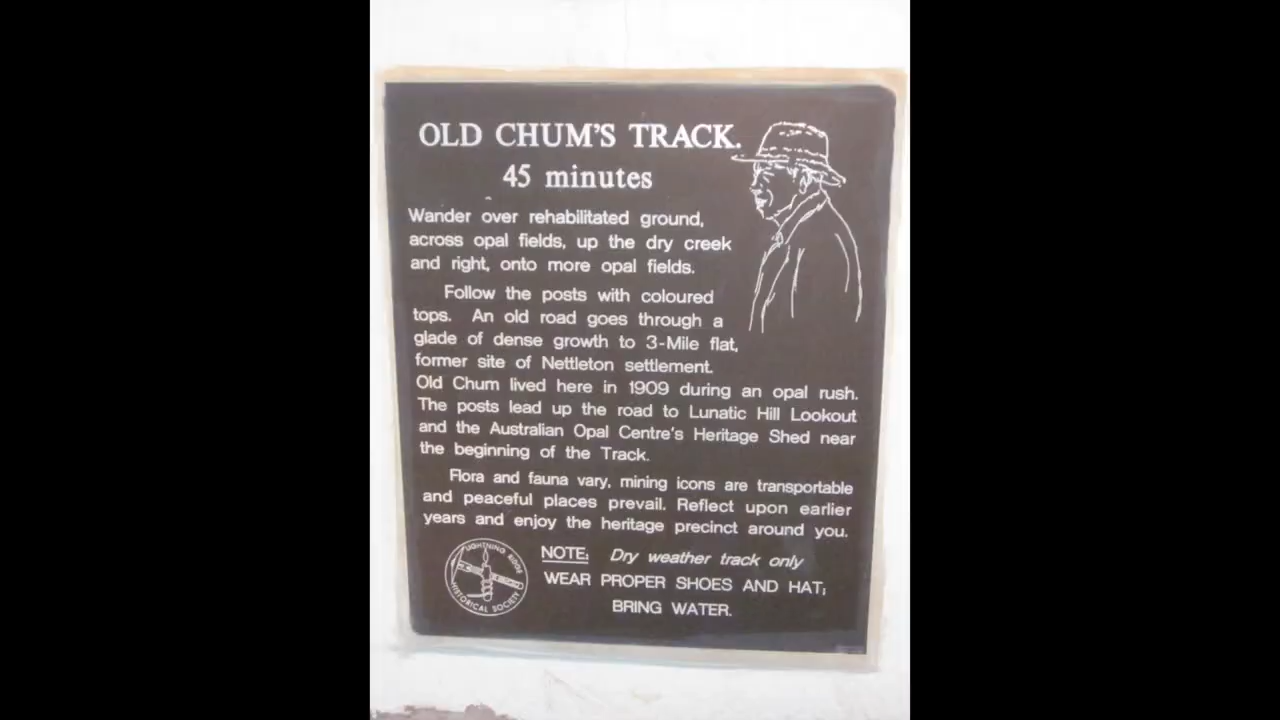 OLD CHUM'S TRACK.
45 minutes
Wander over rehabilitated ground,
across opal fields, up the dry creek
and right, onto more opal fields.
Follow the posts with coloured
tops. An old road goes through a
glade of dense growth to 3-Mile flat,
former site of Nettleton settlement.
Old Chum lived here in 1909 during an opal rush.
The posts lead up the road to Lunatic Hill Lookout
and the Australian Opal Centre's Heritage Shed near
the beginning of the Track.
Flora and fauna vary, mining icons are transportable
and peaceful places prevail. Reflect upon earlier
years and enjoy the heritage precinct around you.
LIGHTNING RIDGE
HISTORICAL SOCIETY
NOTE: Dry weather track only
WEAR PROPER SHOES AND HAT;
BRING WATER.